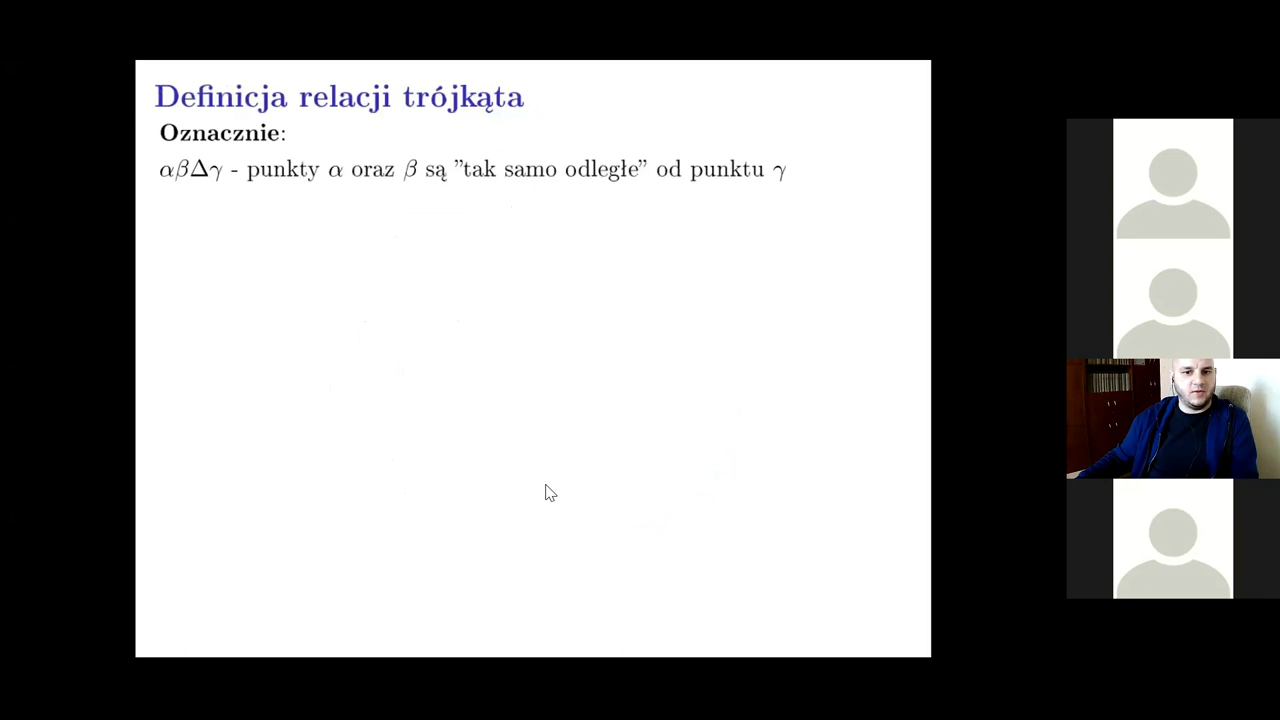 Definicja relacji trójkąta
Oznacznie:
αβΔγ - punkty α oraz β są ”tak samo odległe” od punktu γ